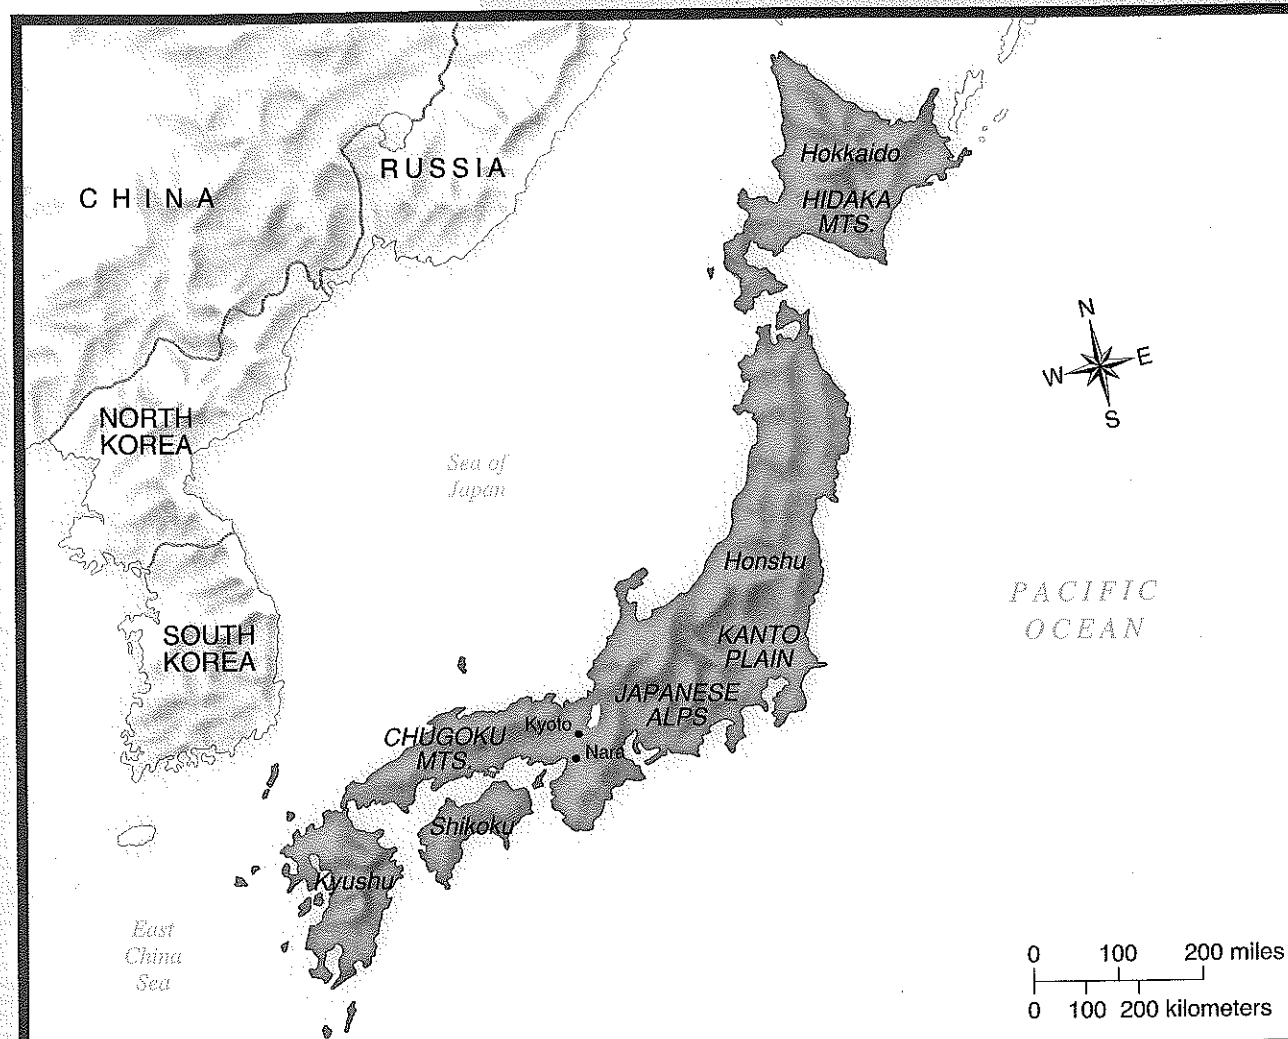 CHINA
RUSSIA
Hokkaido
HIDAKA
MTS.
N
W
E
S
NORTH
KOREA
Sea of
Japan
Honshu
PACIFIC
OCEAN
SOUTH
KOREA
KANTO
PLAIN
JAPANESE
ALPS
Kyoto
CHUGOKU
MTS.
Nara
Shikoku
Kyushu
East
China
Sea
0 100 200 miles
0 100 200 kilometers